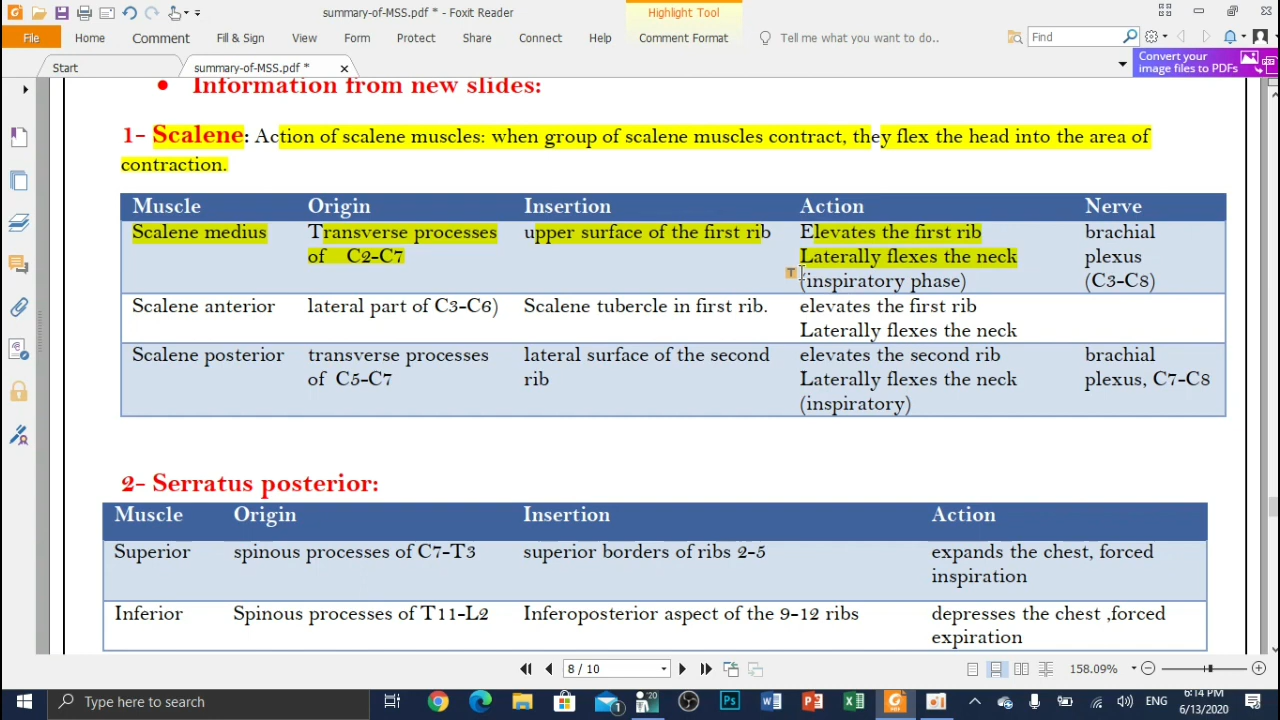 summary-of-MSS.pdf * - Foxit Reader
Highlight Tool
File Home Comment Fill & Sign View Form Protect Share Connect Help Comment Format Tell me what you want to do.. Find
Start summary-of-MSS.pdf *
Convert your
image files to PDFs
• Information from new slides:
1- Scalene: Action of scalene muscles: when group of scalene muscles contract, they flex the head into the area of
contraction.
Muscle Origin Insertion Action Nerve
Scalene medius Transverse processes upper surface of the first rib Elevates the first rib brachial
of C2-C7 Laterally flexes the neck plexus
(inspiratory phase) (C3-C8)
Scalene anterior lateral part of C3-C6) Scalene tubercle in first rib. elevates the first rib
Laterally flexes the neck
Scalene posterior transverse processes lateral surface of the second elevates the second rib brachial
of C5-C7 rib Laterally flexes the neck plexus, C7-C8
(inspiratory)
2- Serratus posterior:
Muscle Origin Insertion Action
Superior spinous processes of C7-T3 superior borders of ribs 2-5 expands the chest, forced
inspiration
Inferior Spinous processes of T11-L2 Inferoposterior aspect of the 9-12 ribs depresses the chest ,forced
expiration
8 / 10 158.09%
Type here to search ENG 6:14 PM
6/13/2020